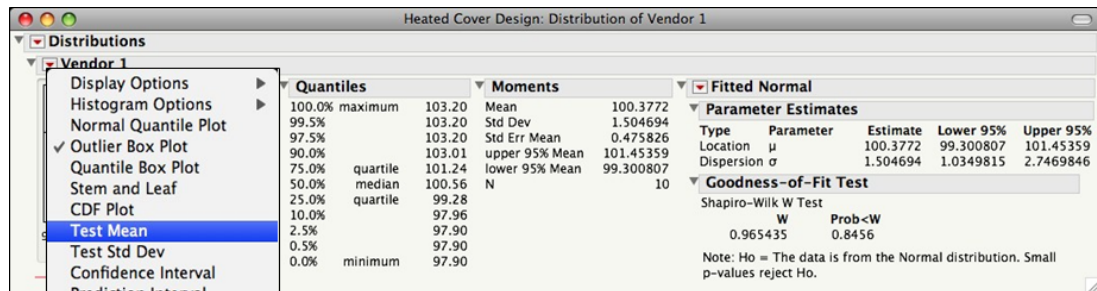 Heated Cover Design: Distribution of Vendor 1
Distributions
Vendor 1
Display Options
Histogram Options
Normal Quantile Plot
✓ Outlier Box Plot
Quantile Box Plot
Stem and Leaf
CDF Plot
Test Mean
Test Std Dev
Confidence Interval
Prediction Interval
Quantiles
100.0% maximum 103.20
99.5% 103.20
97.5% 103.20
90.0% 103.01
75.0% quartile 101.24
50.0% median 100.56
25.0% quartile 99.28
10.0% 97.96
2.5% 97.90
0.5% 97.90
0.0% minimum 97.90
Moments
Mean 100.3772
Std Dev 1.504694
Std Err Mean 0.475826
upper 95% Mean 101.45359
lower 95% Mean 99.300807
N 10
Fitted Normal
Parameter Estimates
Type Parameter Estimate Lower 95% Upper 95%
Location μ 100.3772 99.300807 101.45359
Dispersion σ 1.504694 1.0349815 2.7469846
Goodness-of-Fit Test
Shapiro-Wilk W Test
W Prob<W
0.965435 0.8456
Note: Ho = The data is from the Normal distribution. Small
p-values reject Ho.